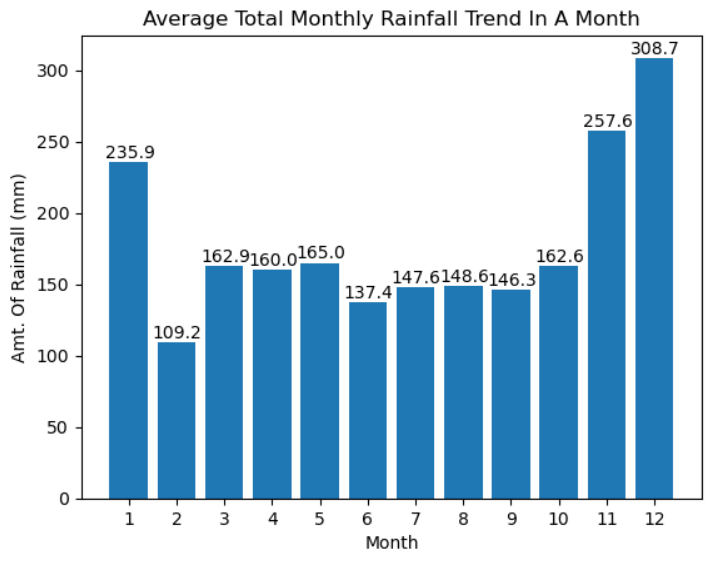 Average Total Monthly Rainfall Trend In A Month
308.7
300
257.6
250
235.9
200
162.9 160.0 165.0 162.6
150
137.4 147.6 148.6 146.3
109.2
100
50
0
Amt. Of Rainfall (mm)
1 2 3 4 5 6 7 8 9 10 11 12
Month